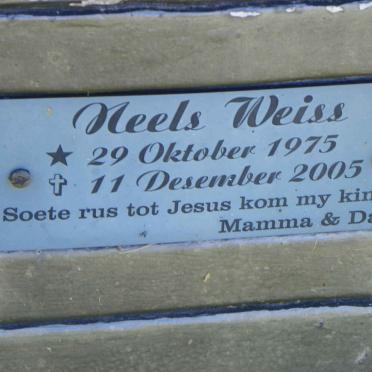 Neels Weiss
29 Oktober 1975
11 Desember 2005
Soete rus tot Jesus kom my
Mamma &